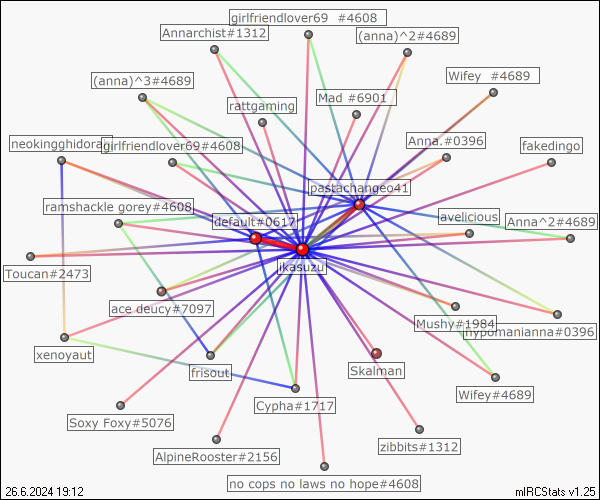 girlfriendlover69 #4608
Annarchist#1312
(anna)^2#4689
(anna)^3#4689
Wifey #4689
Mad #6901
rattgaming
neokingghidora
girlfriendlover69#4608
Anna.#0396
fakedingo
pastachangeo41
ramshackle gorey#4608
default#0617
avelicious
Anna^2#4689
ikasuzu
Toucan#2473
ace deucy#7097
Mushy#1984
hypomanianna#0396
xenoyaut
frisout
Skalman
Wifey#4689
Cypha#1717
Soxy Foxy#5076
zibbits#1312
AlpineRooster#2156
no cops no laws no hope#4608
26.6.2024 19:12
mIRCStats v1.25